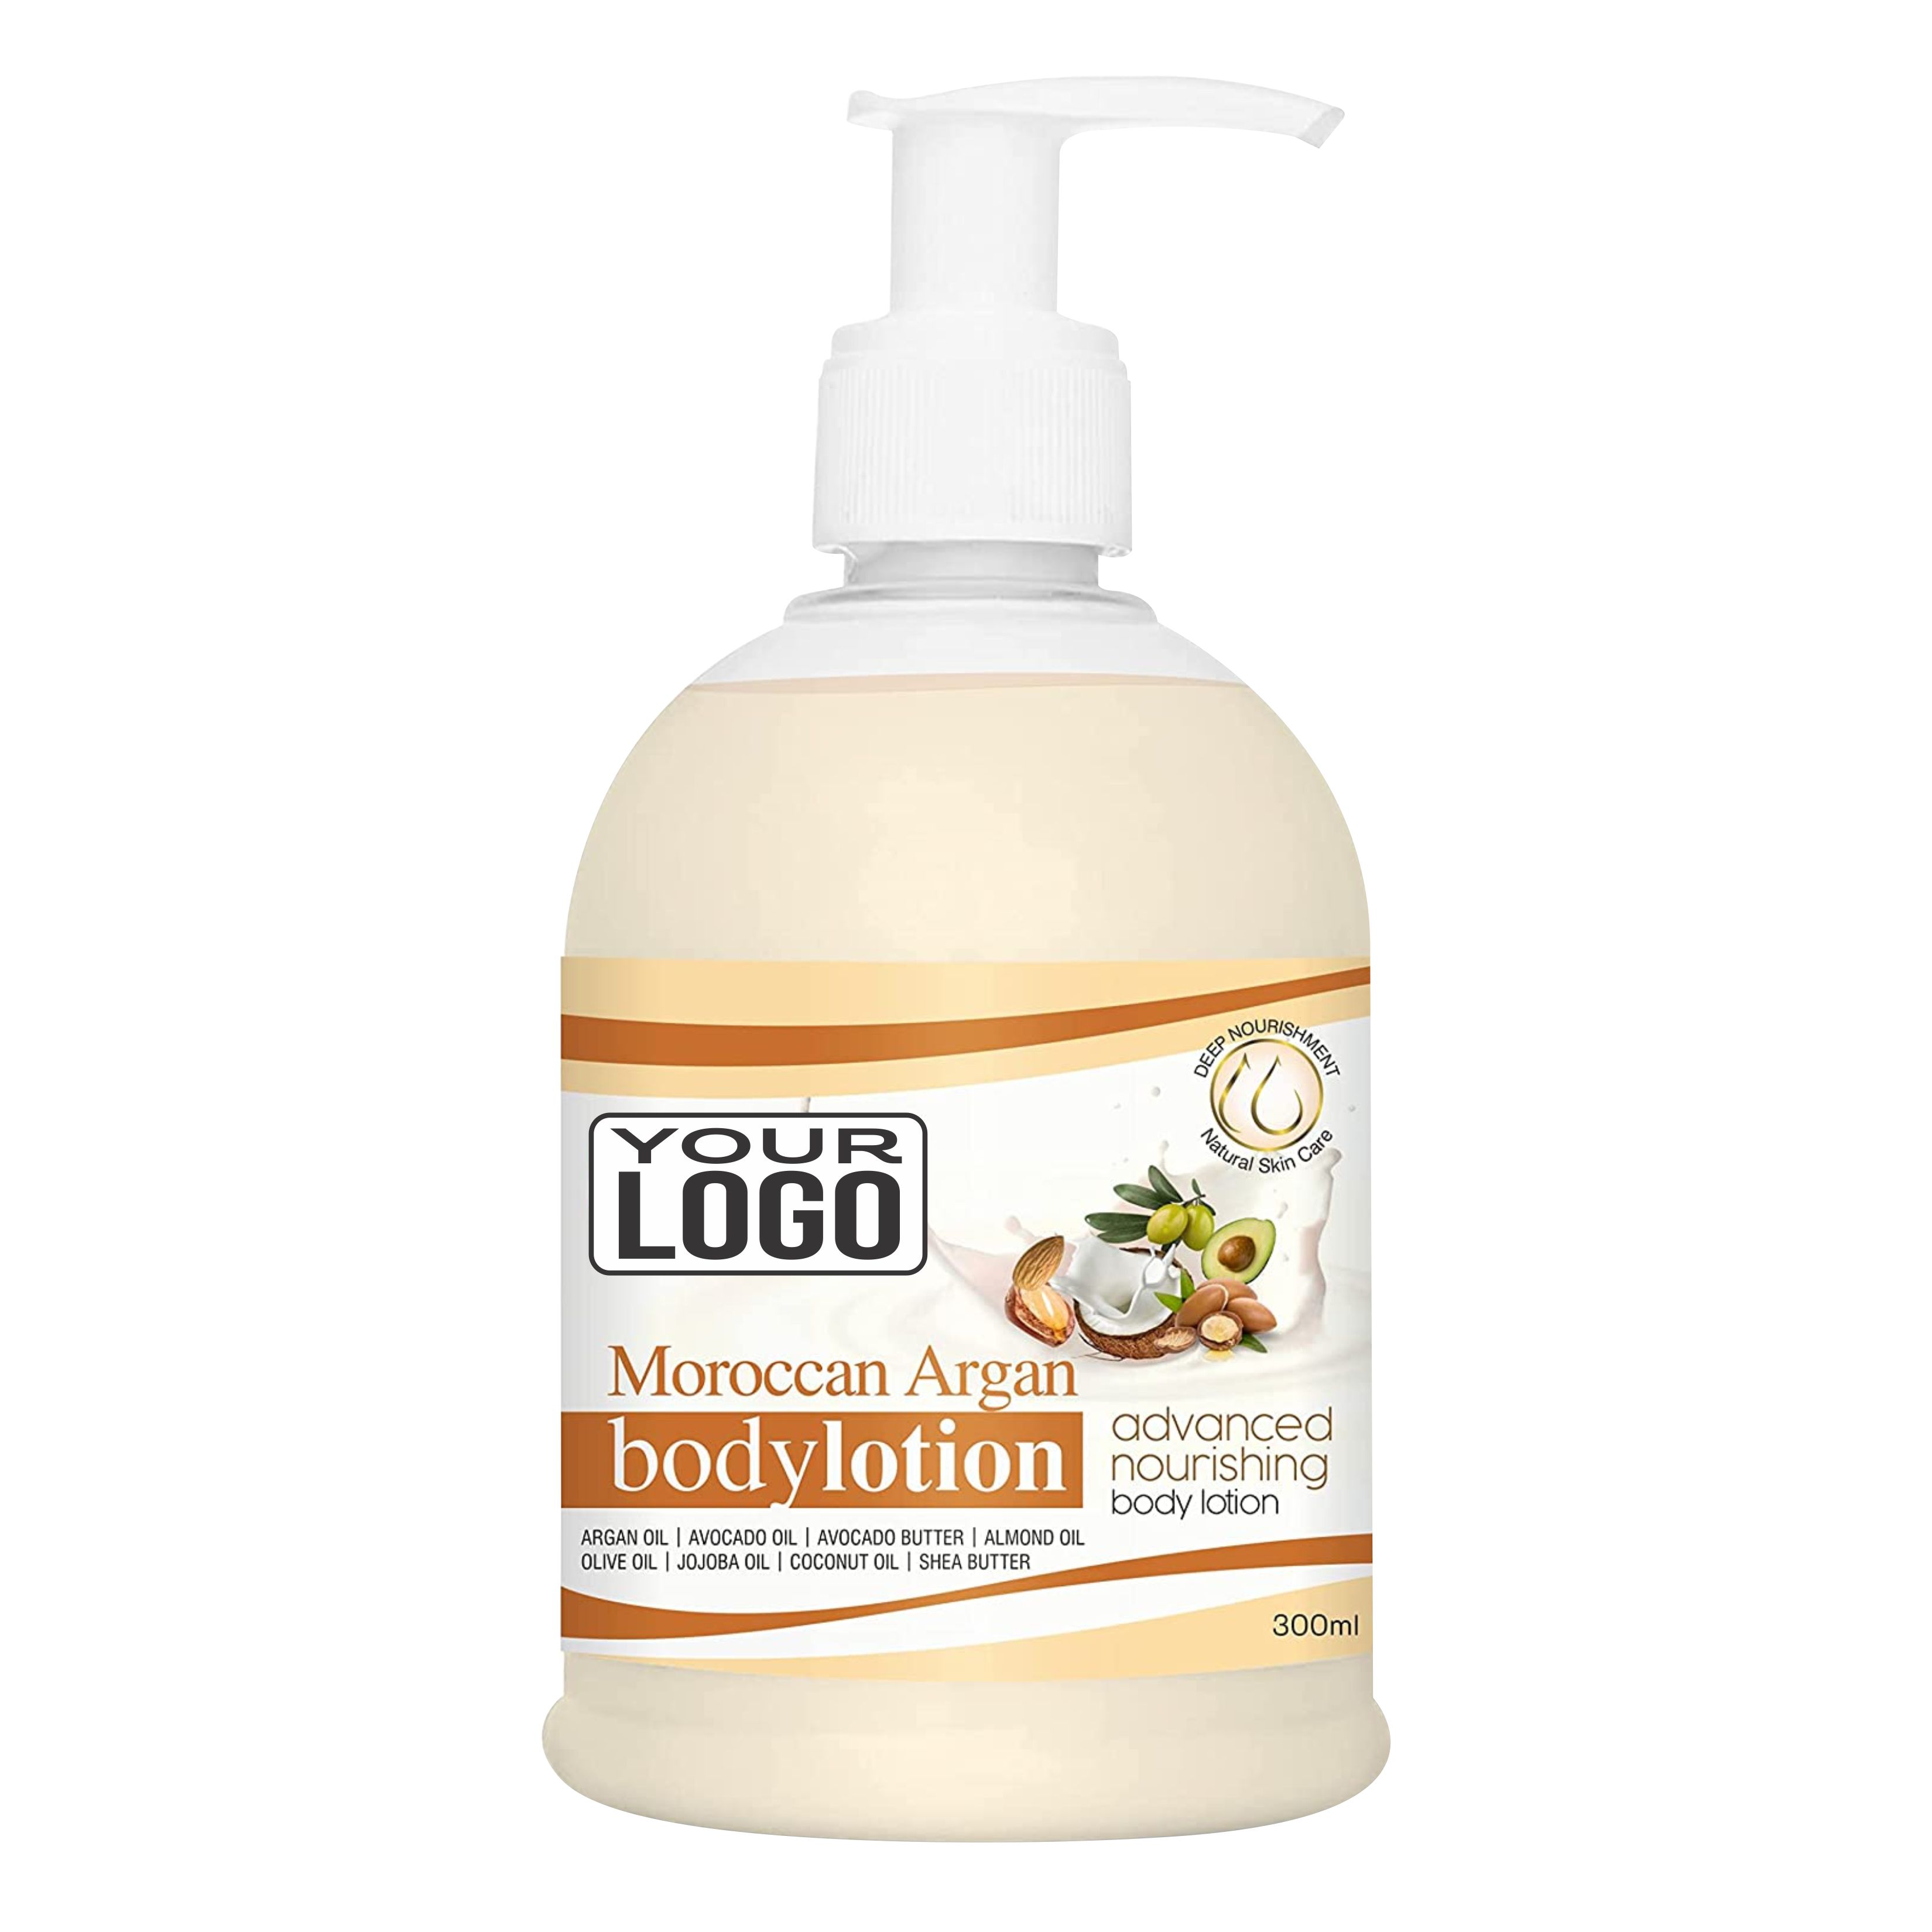 DEEP NOURISHMENT
Natural Skin Care
YOUR
LOGO
Moroccan Argan
bodylotion
advanced
nourishing
body lotion
ARGAN OIL | AVOCADO OIL | AVOCADO BUTTER | ALMOND OIL
OLIVE OIL | JOJOBA OIL | COCONUT OIL | SHEA BUTTER
300ml